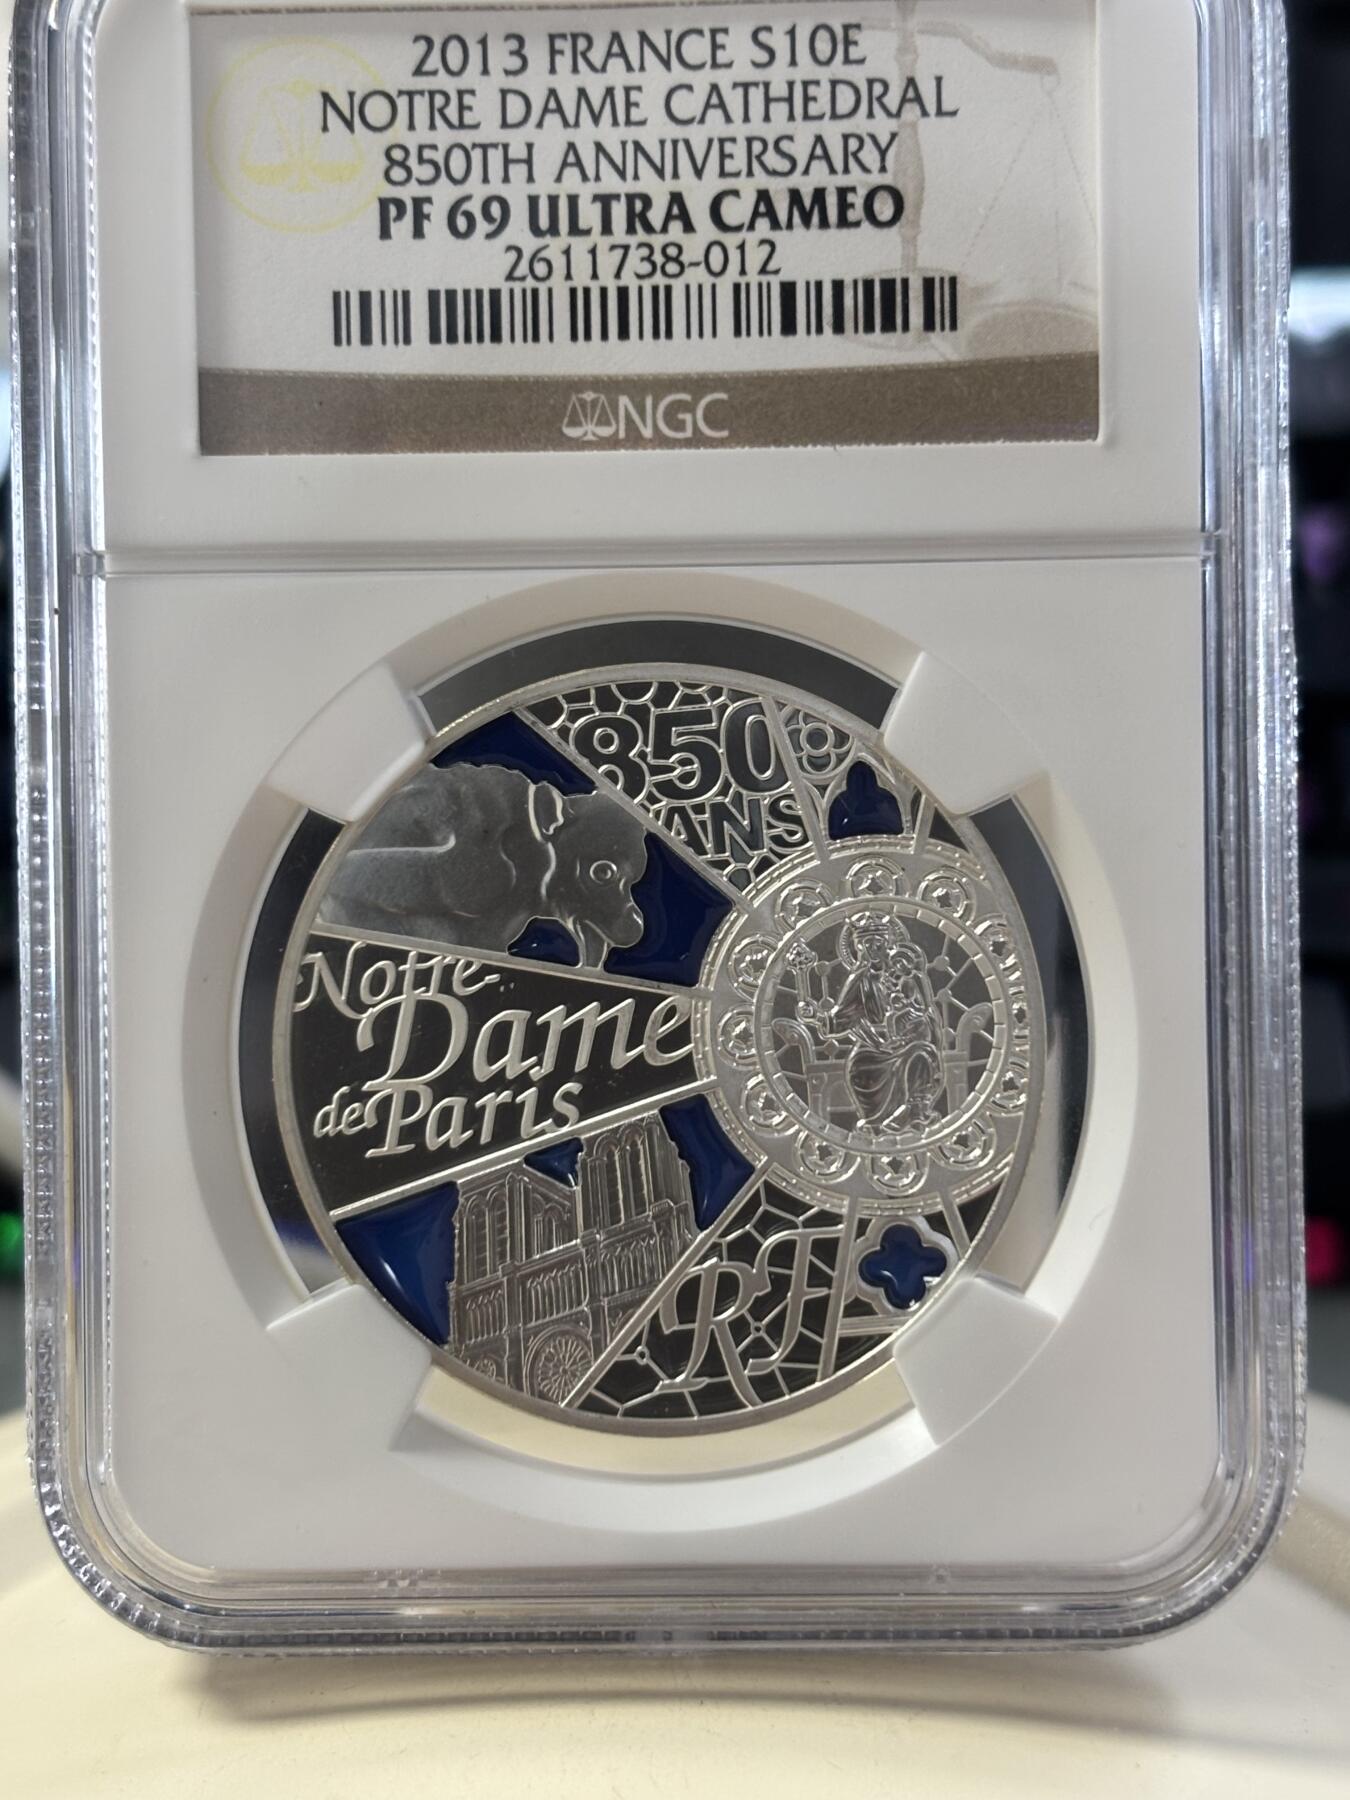 2013 FRANCE S10E
NOTRE DAME CATHEDRAL
850TH ANNIVERSARY
PF 69 ULTRA CAMEO
2611738-012
NGC
850
ANS
Notre-
Dame
de Paris
RF